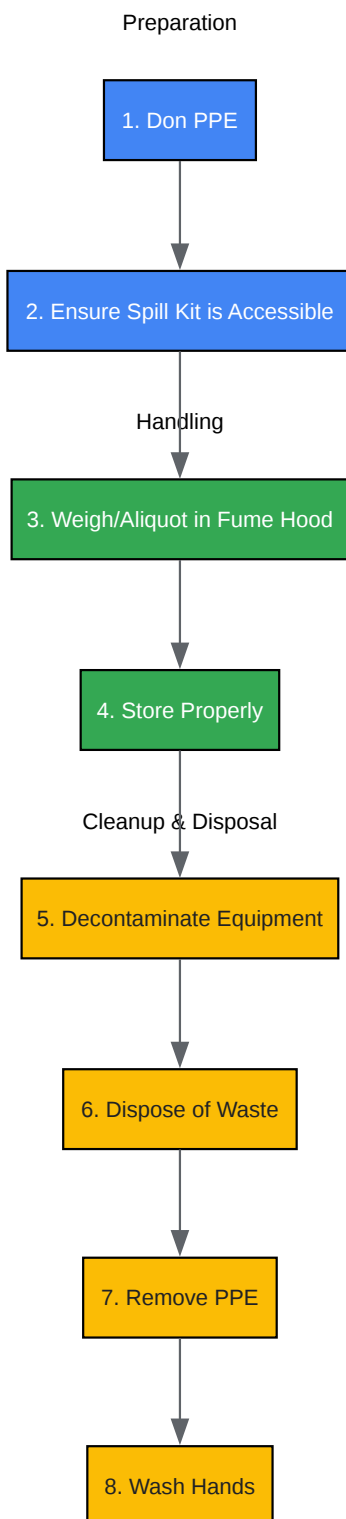 Preparation
1. Don PPE
2. Ensure Spill Kit is Accessible
Handling
3. Weigh/Aliquot in Fume Hood
4. Store Properly
Cleanup & Disposal
5. Decontaminate Equipment
6. Dispose of Waste
7. Remove PPE
8. Wash Hands